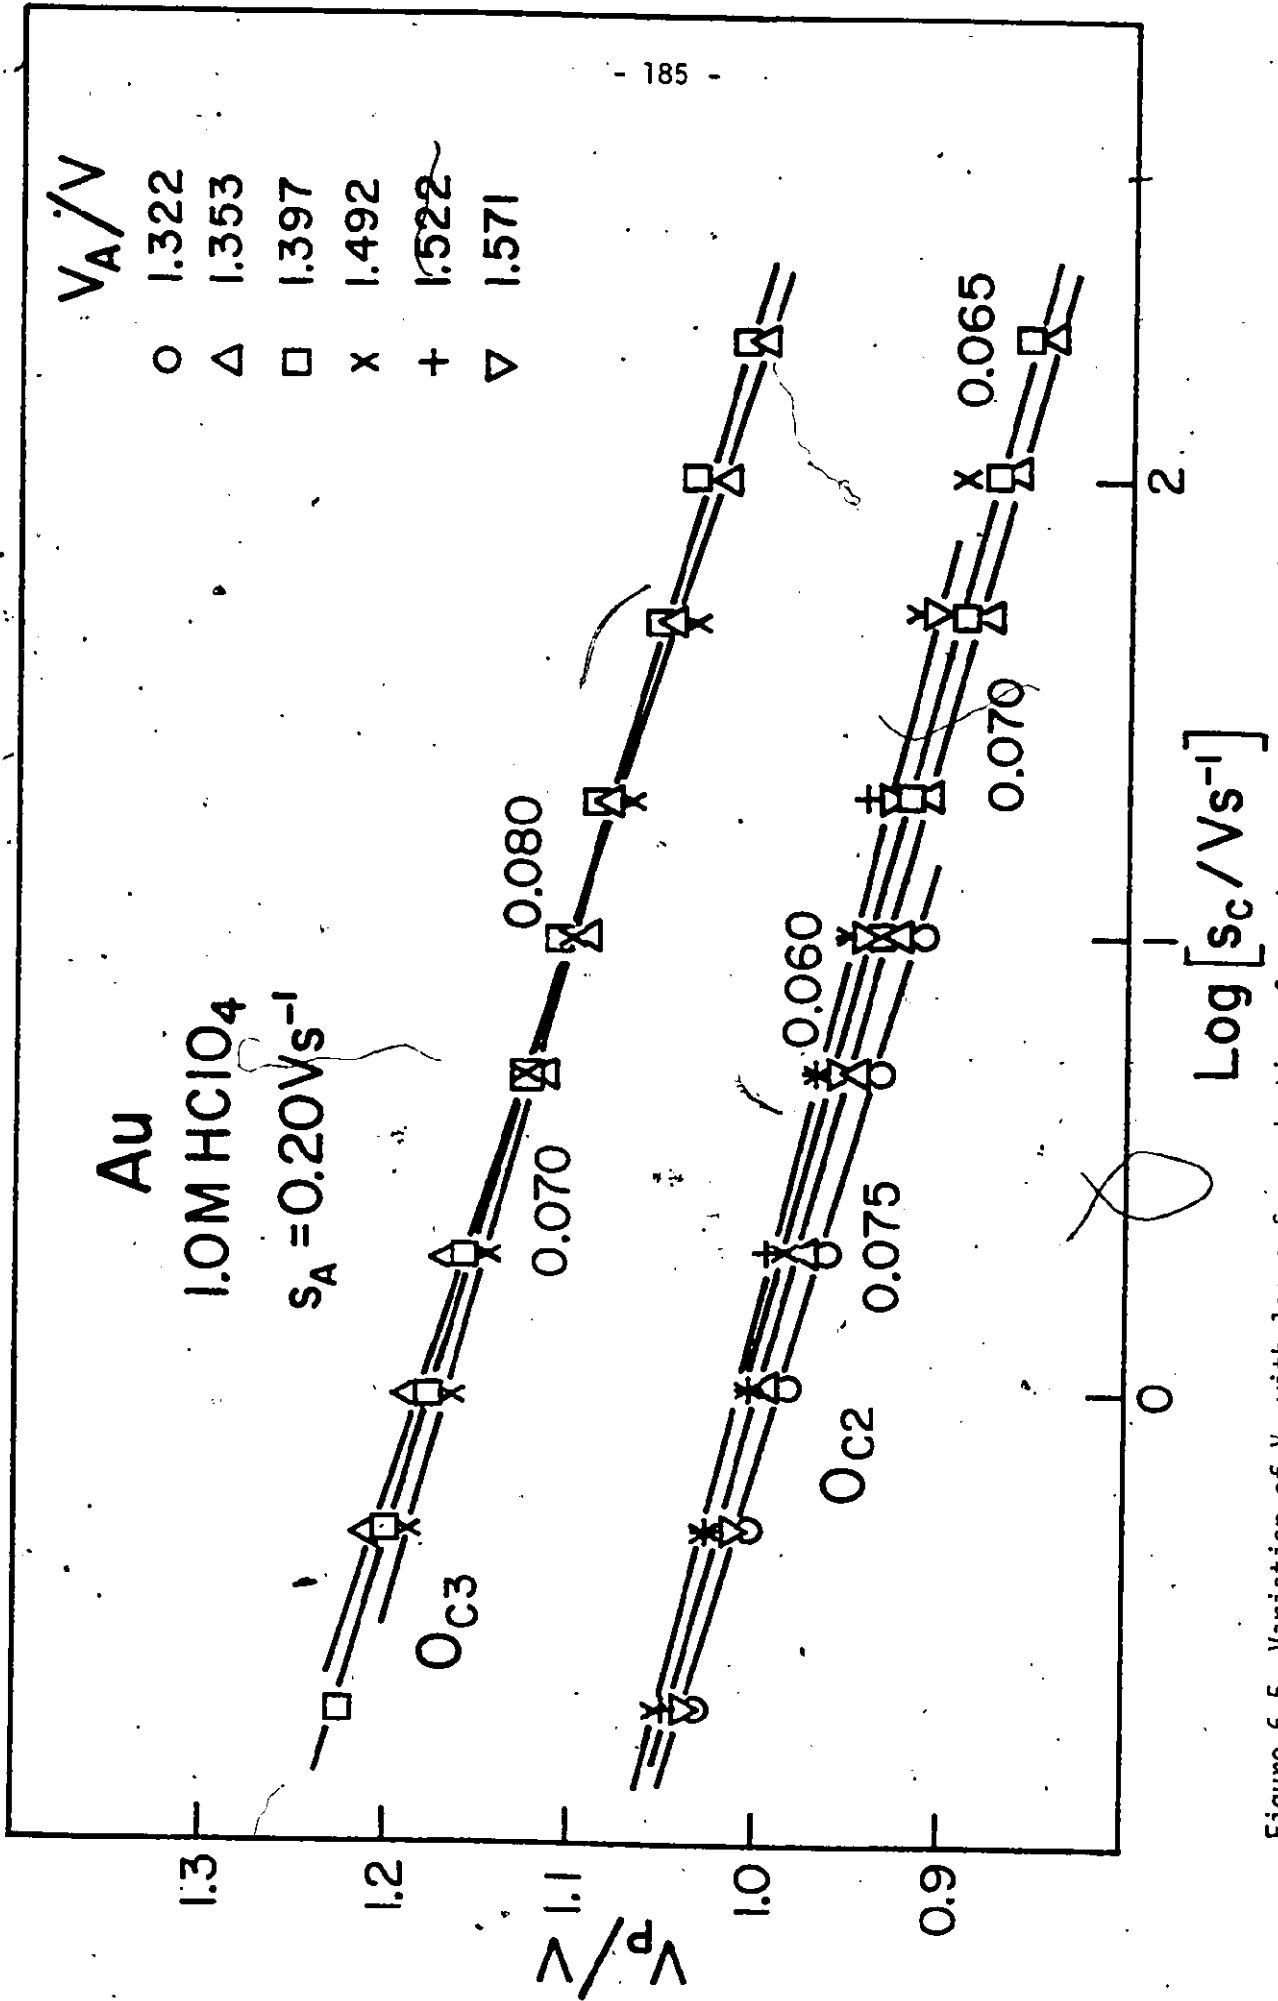 - 185 -
Au
1.0M HClO4
sA = 0.20Vs-1
VA/V
O 1.322
△ 1.353
□ 1.397
x 1.492
+ 1.522
▽ 1.571
1.3
1.2
1.1
1.0
0.9
VP/V
OC3
0.070
0.080
OC2
0.075
0.060
0.070
0.065
0
1
2
Log [sc/Vs-1]